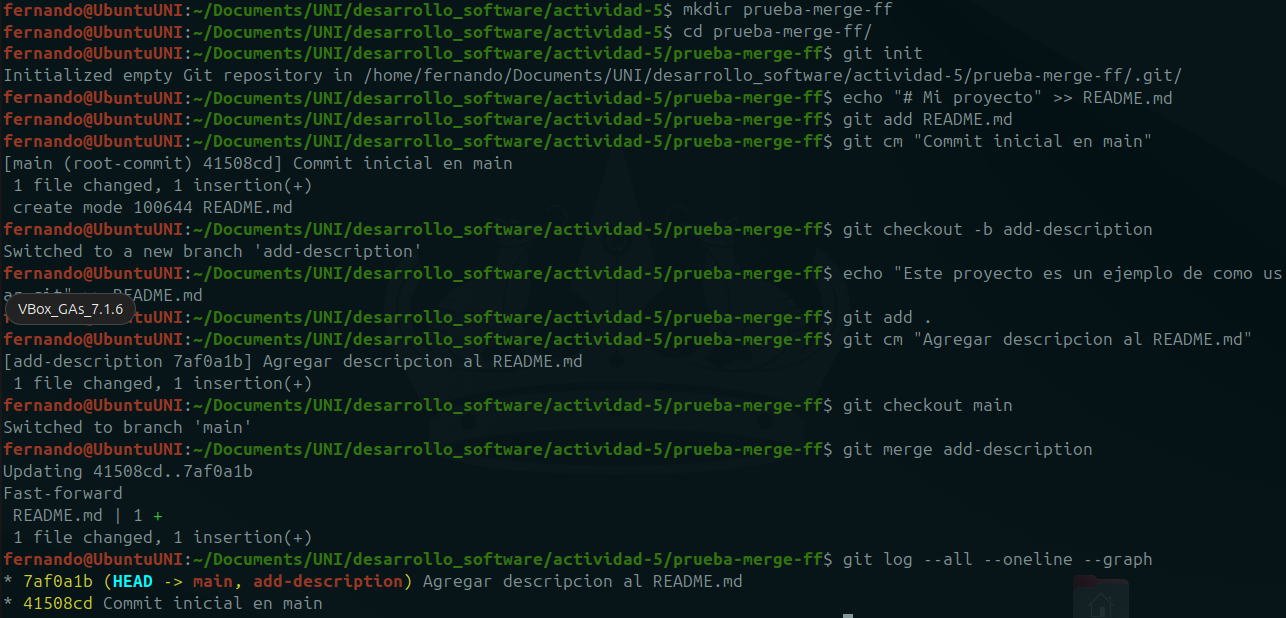 fernando@UbuntuUNI:~/Documents/UNI/desarrollo_software/actividad-5$ mkdir prueba-merge-ff
fernando@UbuntuUNI:~/Documents/UNI/desarrollo_software/actividad-5$ cd prueba-merge-ff/
fernando@UbuntuUNI:~/Documents/UNI/desarrollo_software/actividad-5/prueba-merge-ff$ git init
Initialized empty Git repository in /home/fernando/Documents/UNI/desarrollo_software/actividad-5/prueba-merge-ff/.git/
fernando@UbuntuUNI:~/Documents/UNI/desarrollo_software/actividad-5/prueba-merge-ff$ echo "# Mi proyecto" >> README.md
fernando@UbuntuUNI:~/Documents/UNI/desarrollo_software/actividad-5/prueba-merge-ff$ git add README.md
fernando@UbuntuUNI:~/Documents/UNI/desarrollo_software/actividad-5/prueba-merge-ff$ git cm "Commit inicial en main"
[main (root-commit) 41508cd] Commit inicial en main
 1 file changed, 1 insertion(+)
 create mode 100644 README.md
fernando@UbuntuUNI:~/Documents/UNI/desarrollo_software/actividad-5/prueba-merge-ff$ git checkout -b add-description
Switched to a new branch 'add-description'
fernando@UbuntuUNI:~/Documents/UNI/desarrollo_software/actividad-5/prueba-merge-ff$ echo "Este proyecto es un ejemplo de como us
README.md
VBox_GAs_7.1.6
tuUNI:~/Documents/UNI/desarrollo_software/actividad-5/prueba-merge-ff$ git add .
fernando@UbuntuUNI:~/Documents/UNI/desarrollo_software/actividad-5/prueba-merge-ff$ git cm "Agregar descripcion al README.md"
[add-description 7af0a1b] Agregar descripcion al README.md
 1 file changed, 1 insertion(+)
fernando@UbuntuUNI:~/Documents/UNI/desarrollo_software/actividad-5/prueba-merge-ff$ git checkout main
Switched to branch 'main'
fernando@UbuntuUNI:~/Documents/UNI/desarrollo_software/actividad-5/prueba-merge-ff$ git merge add-description
Updating 41508cd..7af0a1b
Fast-forward
 README.md | 1 +
 1 file changed, 1 insertion(+)
fernando@UbuntuUNI:~/Documents/UNI/desarrollo_software/actividad-5/prueba-merge-ff$ git log --all --oneline --graph
* 7af0a1b (HEAD -> main, add-description) Agregar descripcion al README.md
* 41508cd Commit inicial en main